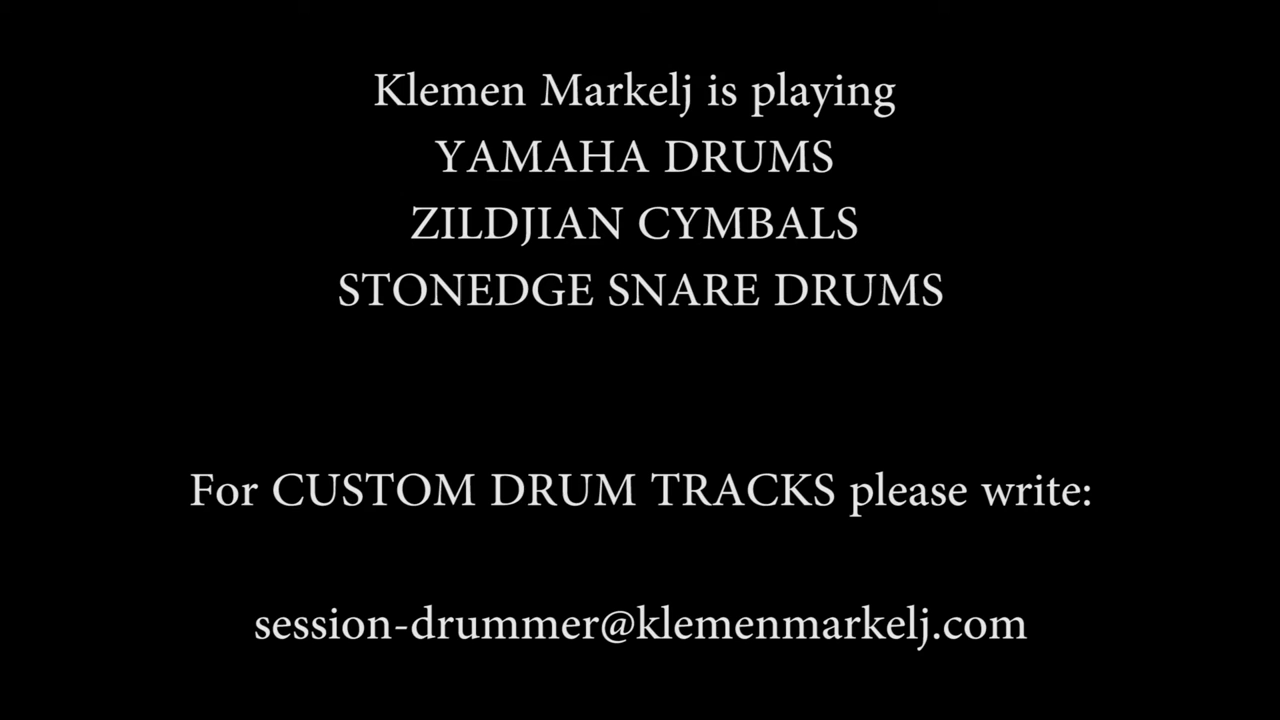 Klemen Markelj is playing
YAMAHA DRUMS
ZILDJIAN CYMBALS
STONEDGE SNARE DRUMS
For CUSTOM DRUM TRACKS please write:
session-drummer@klemenmarkelj.com